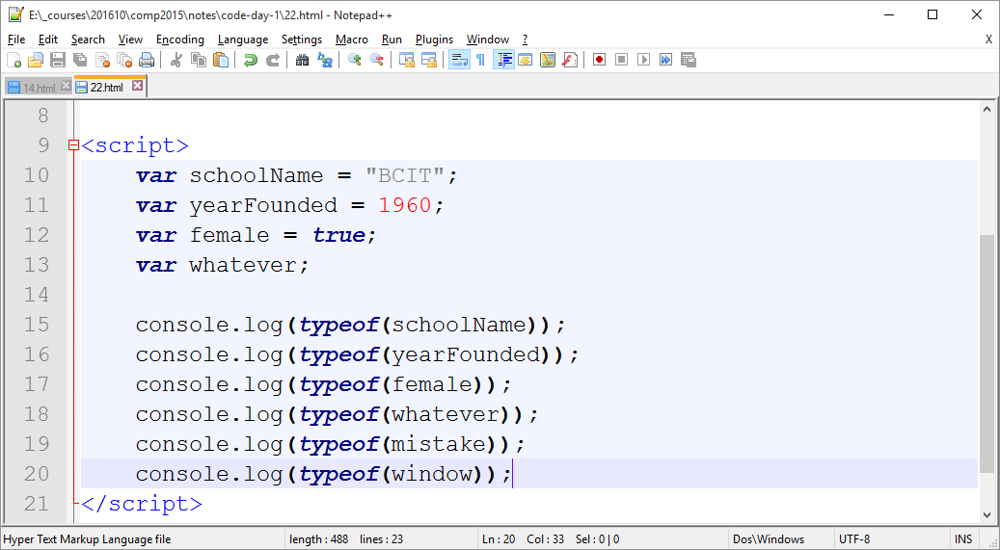 E:\_courses\201610\comp2015\notes\code-day-1\22.html - Notepad++
File Edit Search View Encoding Language Settings Macro Run Plugins Window ? X
14.html 22.html
8
9 <script>
10 var schoolName = "BCIT";
11 var yearFounded = 1960;
12 var female = true;
13 var whatever;
14
15 console.log(typeof(schoolName));
16 console.log(typeof(yearFounded));
17 console.log(typeof(female));
18 console.log(typeof(whatever));
19 console.log(typeof(mistake));
20 console.log(typeof(window));
21 </script>
Hyper Text Markup Language file length : 488 lines : 23 Ln : 20 Col : 33 Sel : 0 | 0 Dos\Windows UTF-8 INS